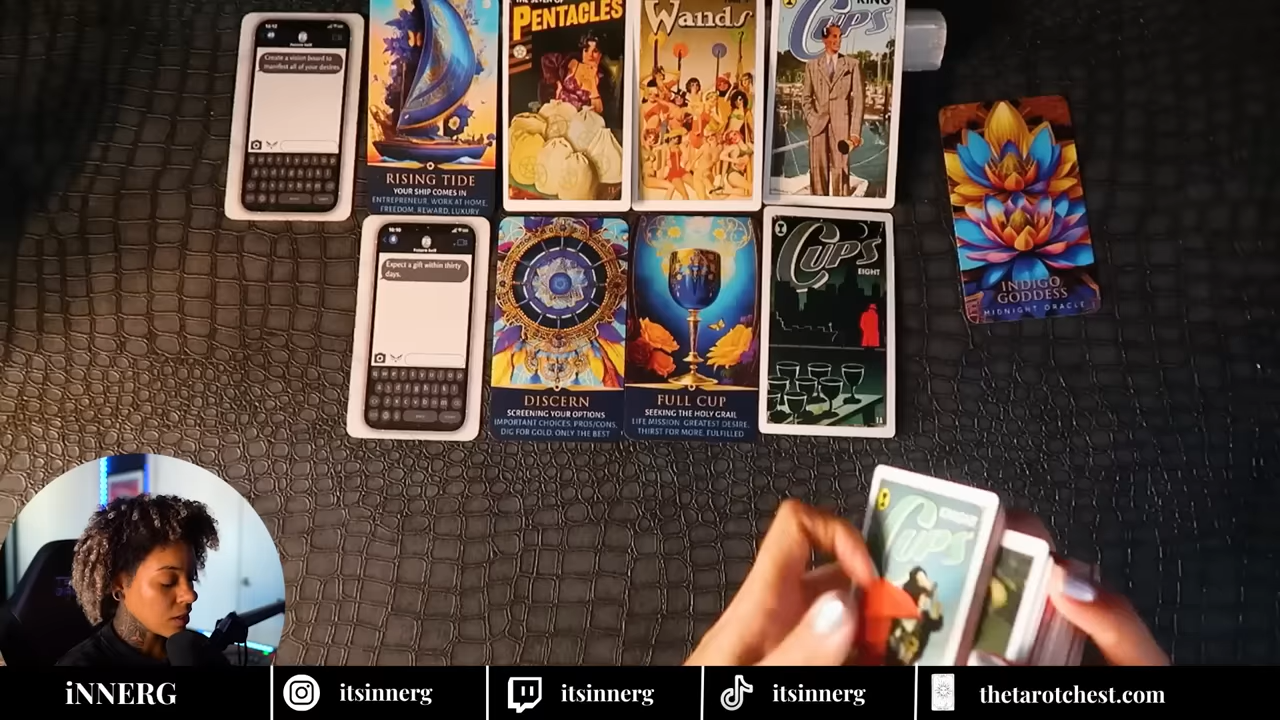 Create a vision board to
manifest all of your desires.
RISING TIDE
YOUR SHIP COMES IN
ENTREPRENEUR, WORK AT HOME,
FREEDOM, REWARD, LUXURY
THE SEVEN OF
PENTACLES
Wands
KING
CUPS
Expect a gift within thirty
days.
DISCERN
SCREENING YOUR OPTIONS
IMPORTANT CHOICES, PROS/CONS,
DIG FOR GOLD, ONLY THE BEST
FULL CUP
SEEKING THE HOLY GRAIL
LIFE MISSION, GREATEST DESIRE,
THIRST FOR MORE, FULFILLED
CUPS
EIGHT
INDIGO
GODDESS
MIDNIGHT ORACLE
CUPS
iNNERG
itsinnerg
itsinnerg
itsinnerg
thetarotchest.com